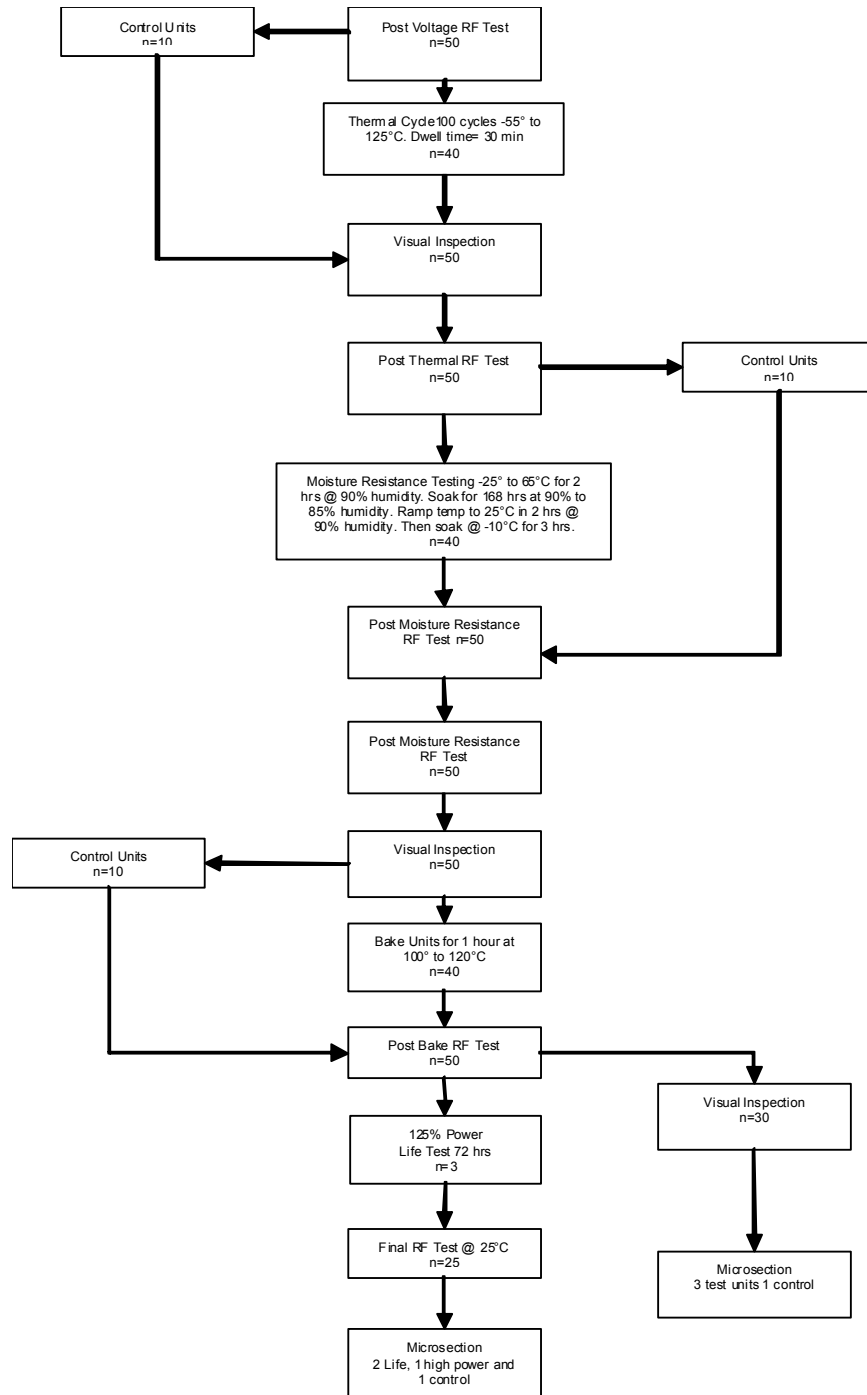 Control Units
n=10
Post Voltage RF Test
n=50
Thermal Cycle100 cycles -55° to
125°C. Dwell time= 30 min
n=40
Visual Inspection
n=50
Post Thermal RF Test
n=50
Control Units
n=10
Moisture Resistance Testing -25° to 65°C for 2
hrs @ 90% humidity. Soak for 168 hrs at 90% to
85% humidity. Ramp temp to 25°C in 2 hrs @
90% humidity. Then soak @ -10°C for 3 hrs.
n=40
Post Moisture Resistance
RF Test n=50
Post Moisture Resistance
RF Test
n=50
Visual Inspection
n=50
Control Units
n=10
Bake Units for 1 hour at
100° to 120°C
n=40
Post Bake RF Test
n=50
Visual Inspection
n=30
125% Power
Life Test 72 hrs
n=3
Final RF Test @ 25°C
n=25
Microsection
3 test units 1 control
Microsection
2 Life, 1 high power and
1 control